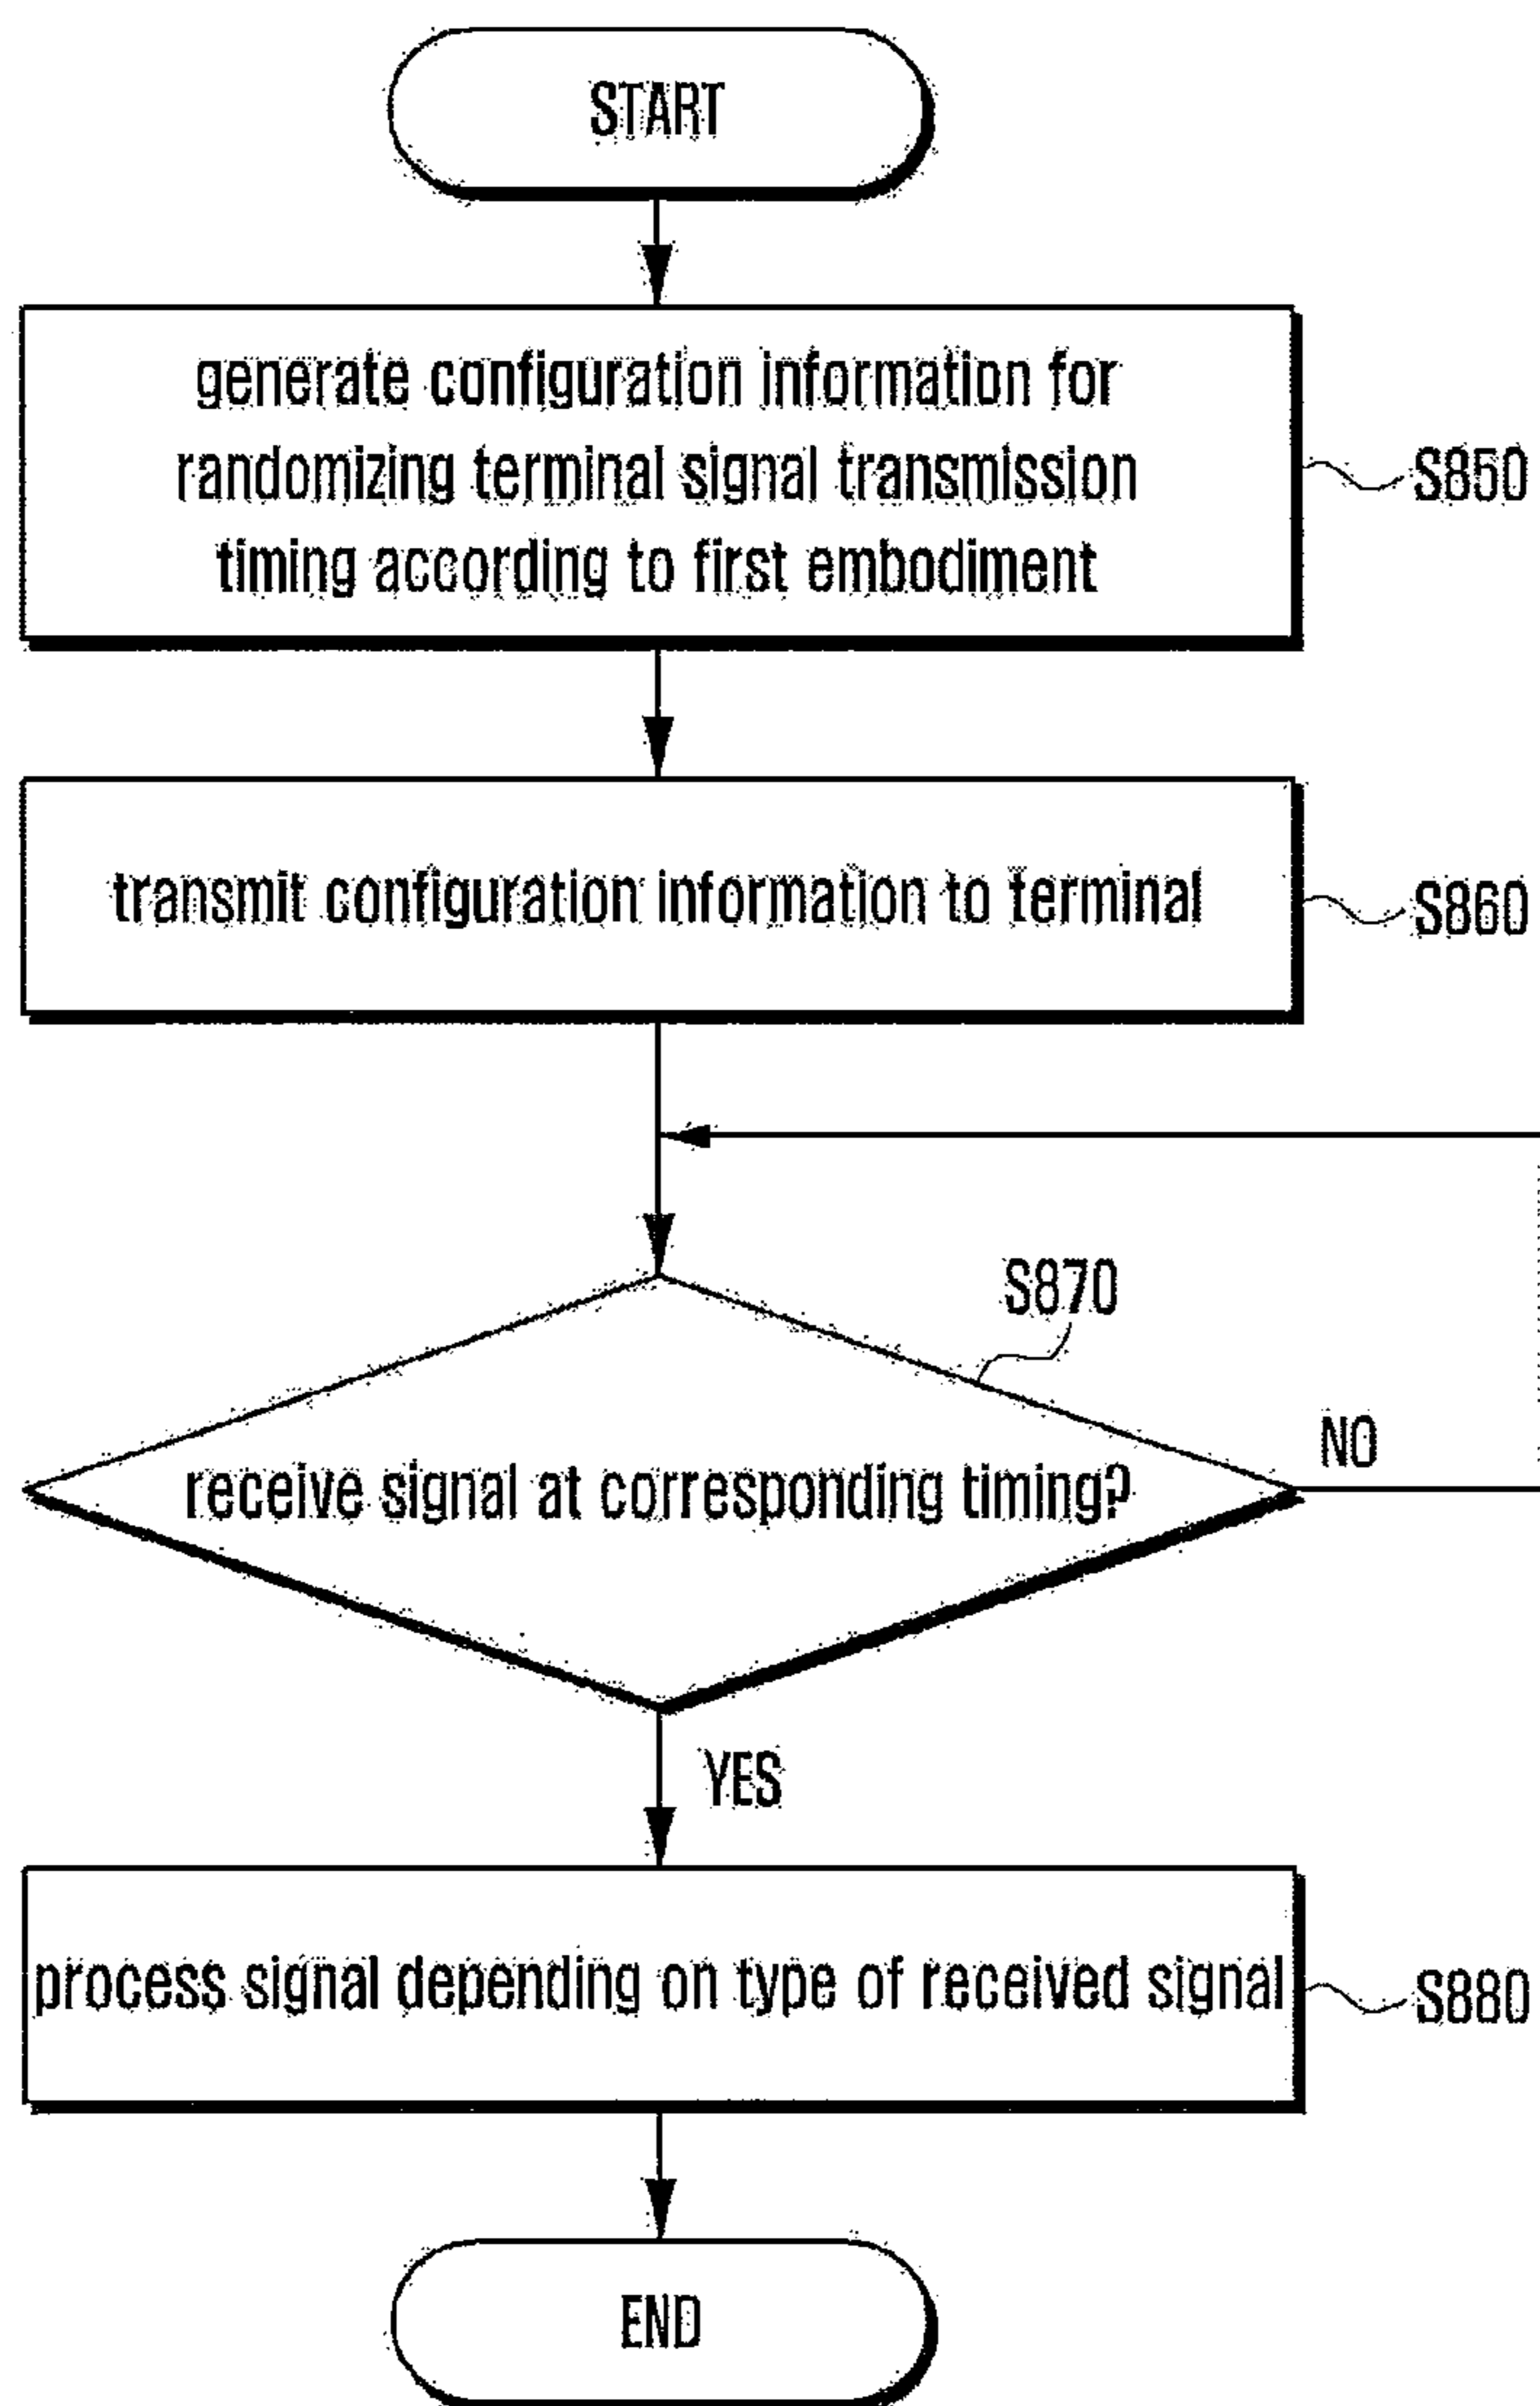 START
generate configuration information for
randomizing terminal signal transmission
timing according to first embodiment
S850
transmit configuration information to terminal
S860
S870
receive signal at corresponding timing?
NO
YES
process signal depending on type of received signal
S880
END